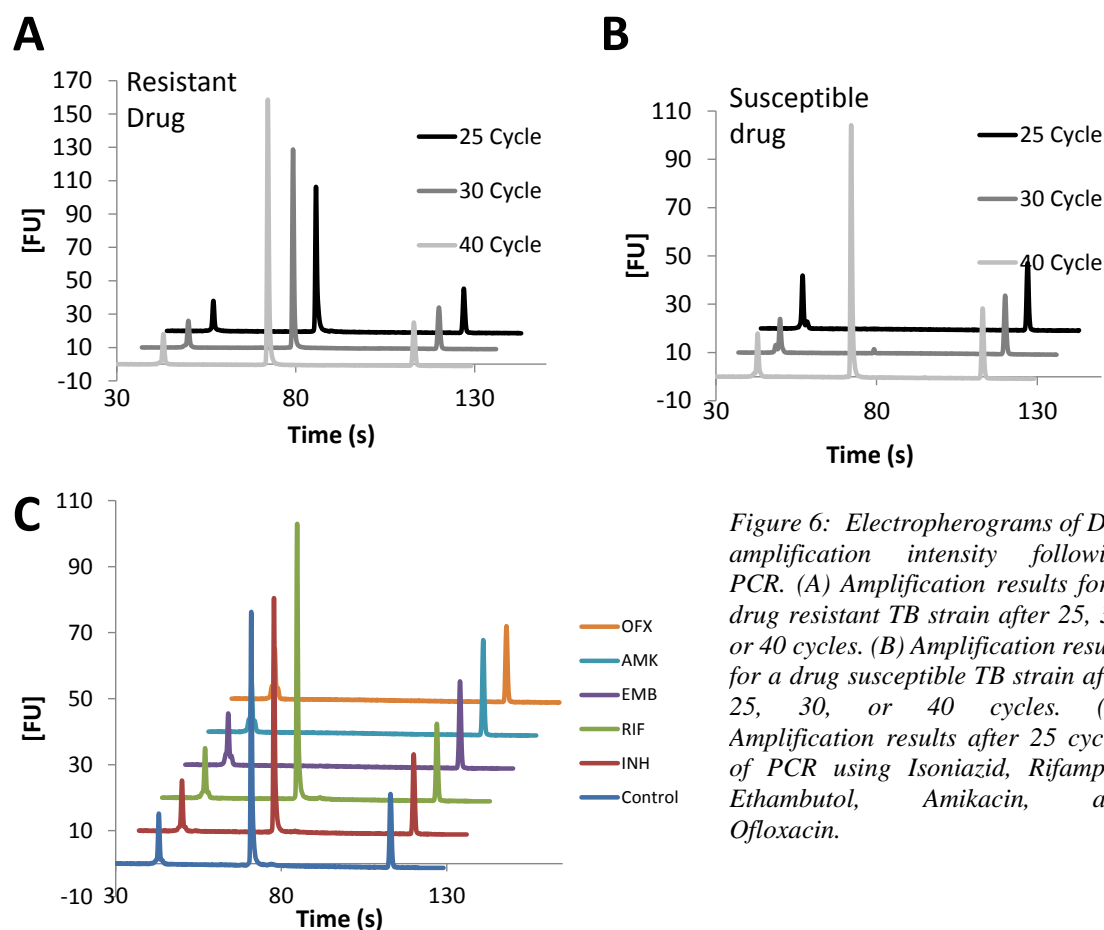 A
Resistant
Drug
170
150
130
110
90
70
50
30
10
-10
[FU]
25 Cycle
30 Cycle
40 Cycle
30
80
130
Time (s)
B
Susceptible
drug
110
90
70
50
30
10
-10
[FU]
25 Cycle
30 Cycle
40 Cycle
30
80
130
Time (s)
C
110
90
70
50
30
10
-10
[FU]
OFX
AMK
EMB
RIF
INH
Control
30
80
130
Time (s)
Figure 6: Electropherograms of D
amplification intensity followi
PCR. (A) Amplification results for
drug resistant TB strain after 25, 3
or 40 cycles. (B) Amplification resu
for a drug susceptible TB strain af
25, 30, or 40 cycles. (
Amplification results after 25 cyc
of PCR using Isoniazid, Rifamp
Ethambutol, Amikacin, a
Ofloxacin.